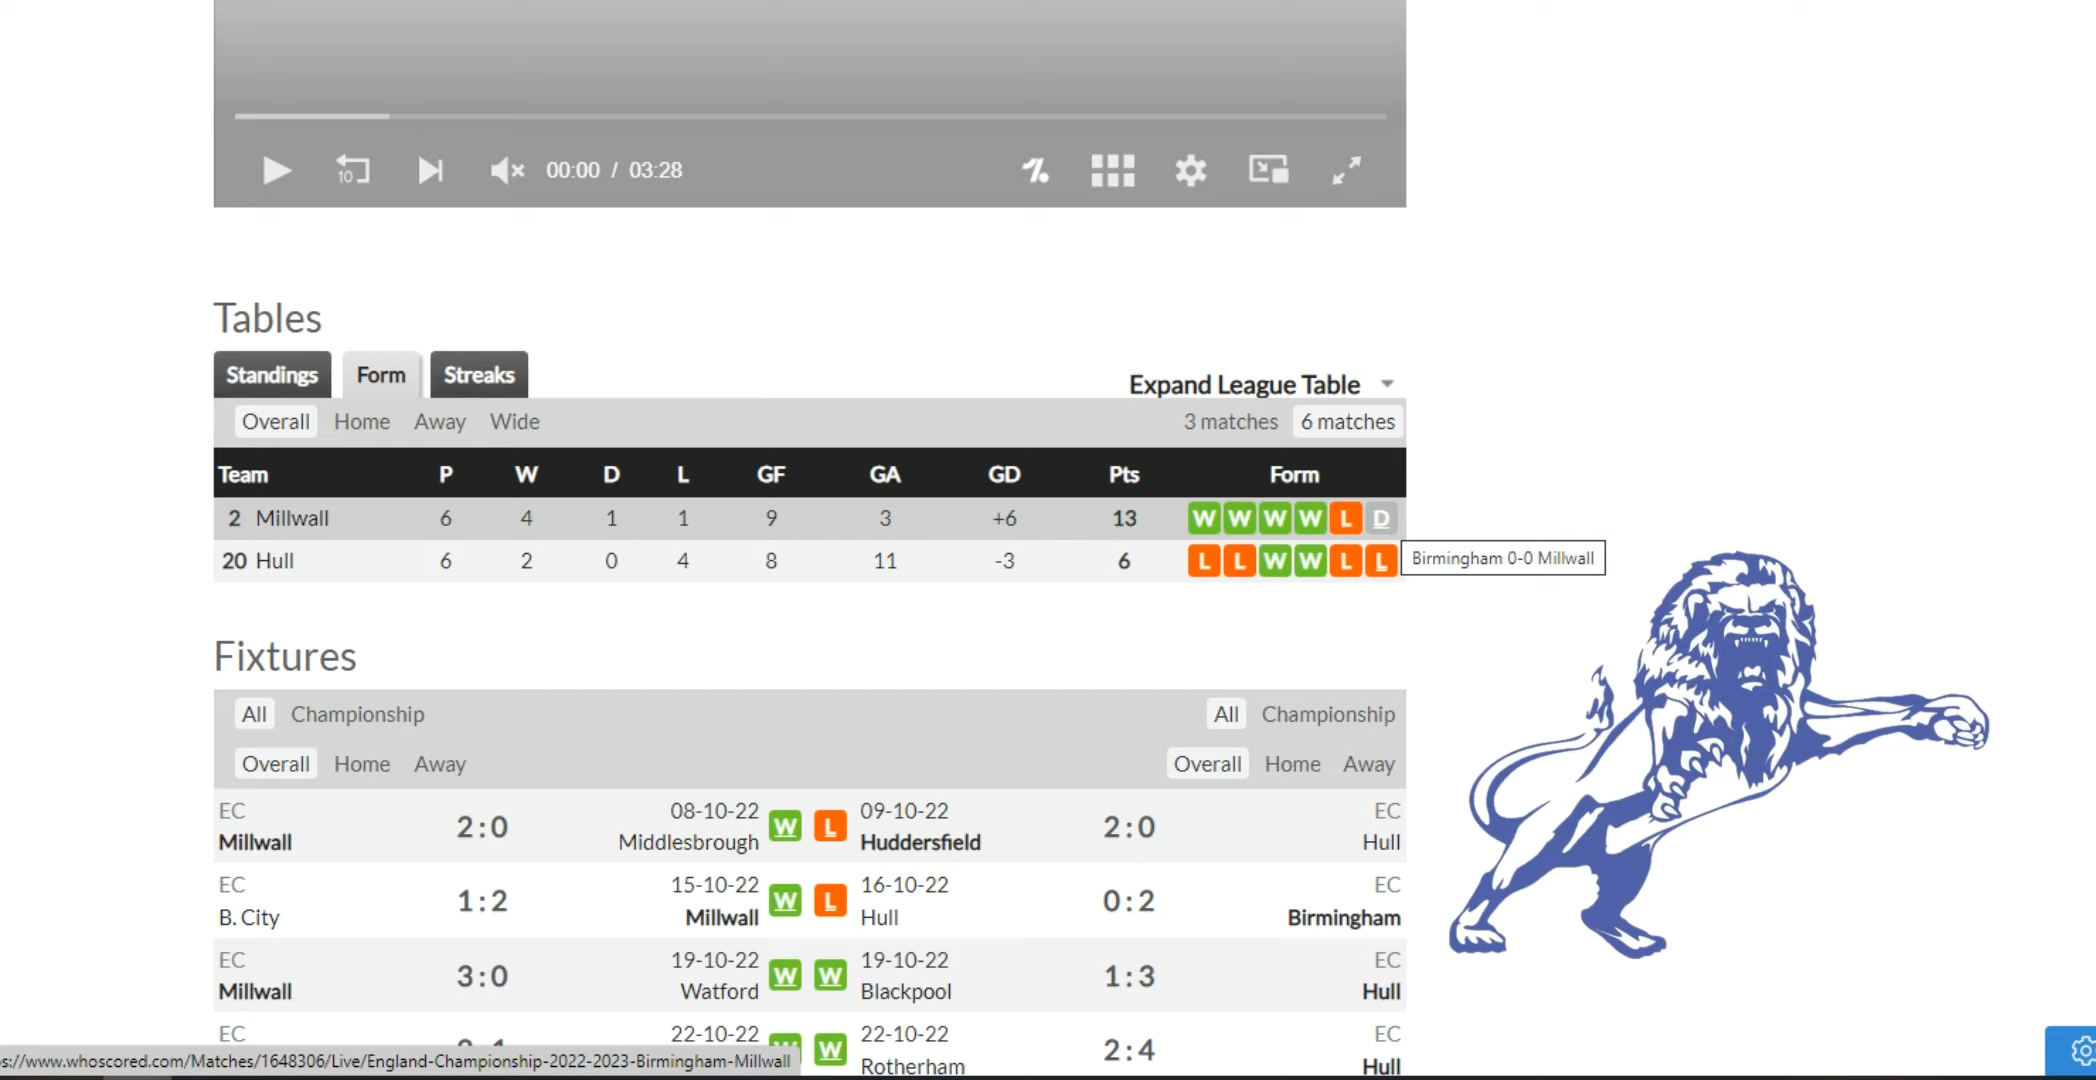 10 00:00 / 03:28
Tables
Standings Form Streaks
Expand League Table
Overall Home Away Wide 3 matches 6 matches
Team P W D L GF GA GD Pts Form
2 Millwall 6 4 1 1 9 3 +6 13 W W W W L D
20 Hull 6 2 0 4 8 11 -3 6 L L W W L L
Birmingham 0-0 Millwall
Fixtures
All Championship All Championship
Overall Home Away Overall Home Away
EC 08-10-22 09-10-22 EC
Millwall 2:0 Middlesbrough W L Huddersfield 2:0 Hull
EC 15-10-22 16-10-22 EC
B. City 1:2 Millwall W L Hull 0:2 Birmingham
EC 19-10-22 19-10-22 EC
Millwall 3:0 Watford W W Blackpool 1:3 Hull
EC 22-10-22 22-10-22 EC
W Rotherham 2:4 Hull
s://www.whoscored.com/Matches/1648306/Live/England-Championship-2022-2023-Birmingham-Millwall